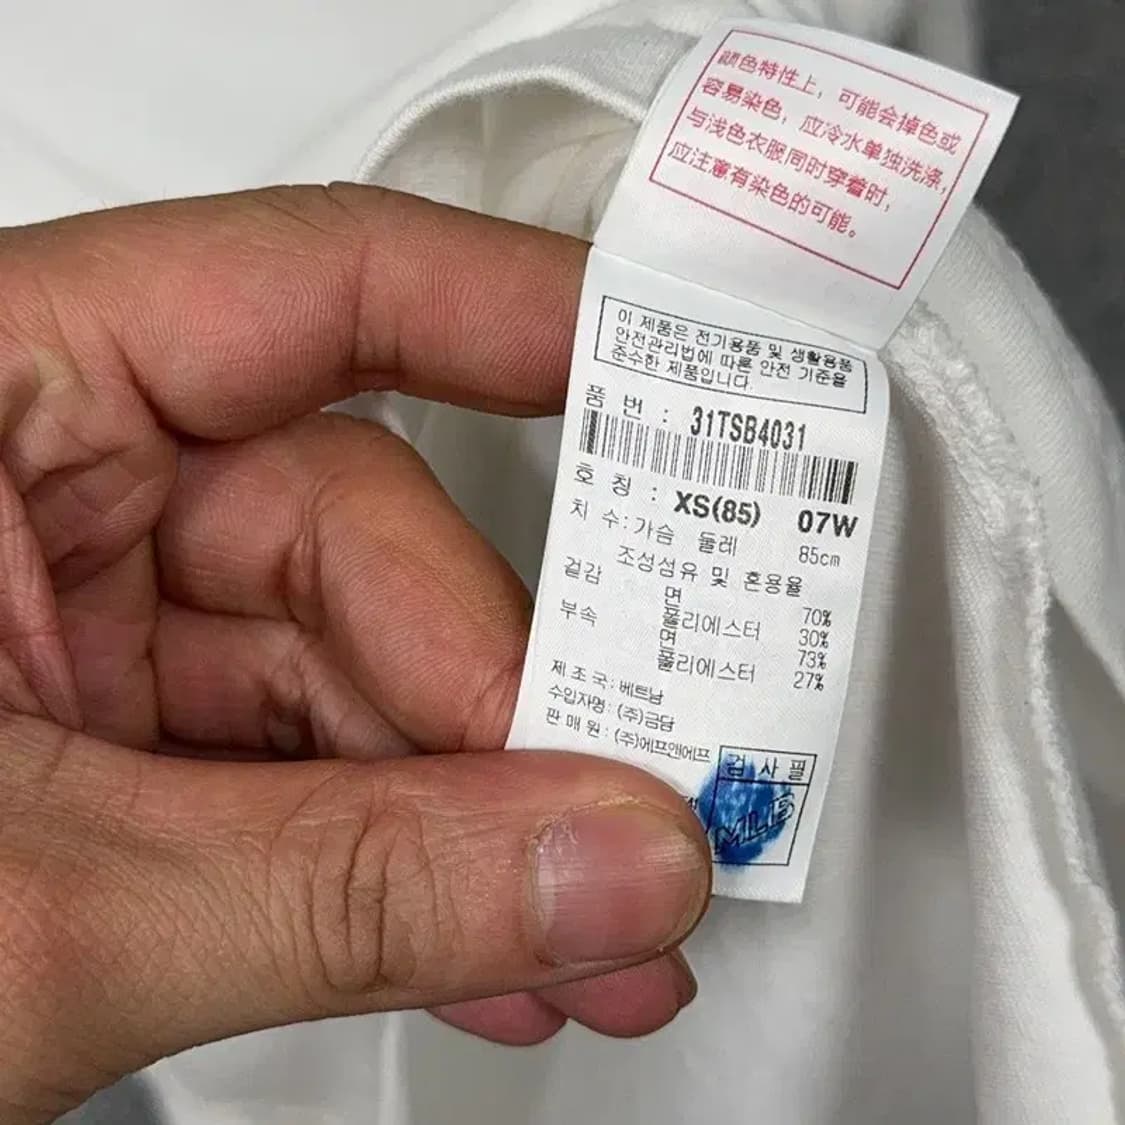 颜色特性上，可能会掉色或
容易染色，应冷水单独洗涤，
与浅色衣服同时穿着时，
应注意有染色的可能。
이 제품은 전기용품 및 생활용품
안전관리법에 따른 안전 기준을
준수한 제품입니다.
품 번 : 31TSB4031
호 칭 : XS(85) 07W
치 수 : 가슴 둘레 85cm
조성섬유 및 혼용율
겉감 면 70%
폴리에스터 30%
부속 면 73%
폴리에스터 27%
제 조 국 : 베트남
수입자명 : (주)금담
판 매 원 : (주)에프앤에프
검 사 필
MLB